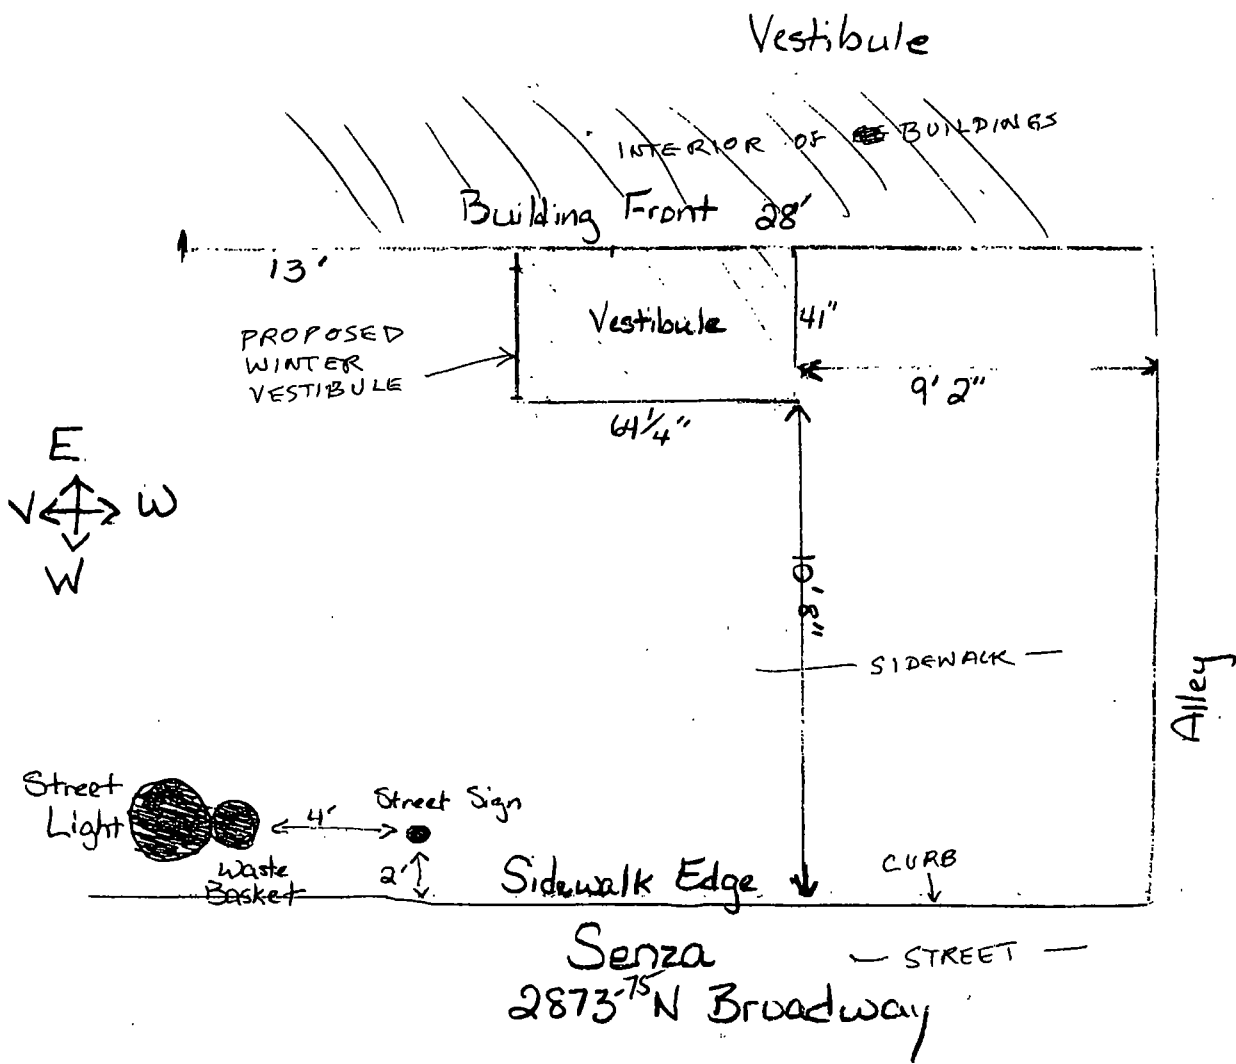 Vestibule
INTERIOR OF BUILDINGS
Building Front 28'
13'
Vestibule
41"
PROPOSED
WINTER
VESTIBULE
9' 2"
64 1/4"
E
V W
W
10' 8"
SIDEWALK
Alley
Street
Light
4'
Street Sign
Waste
Basket
2'
Sidewalk Edge
CURB
Senza
STREET
2873-75 N Broadway